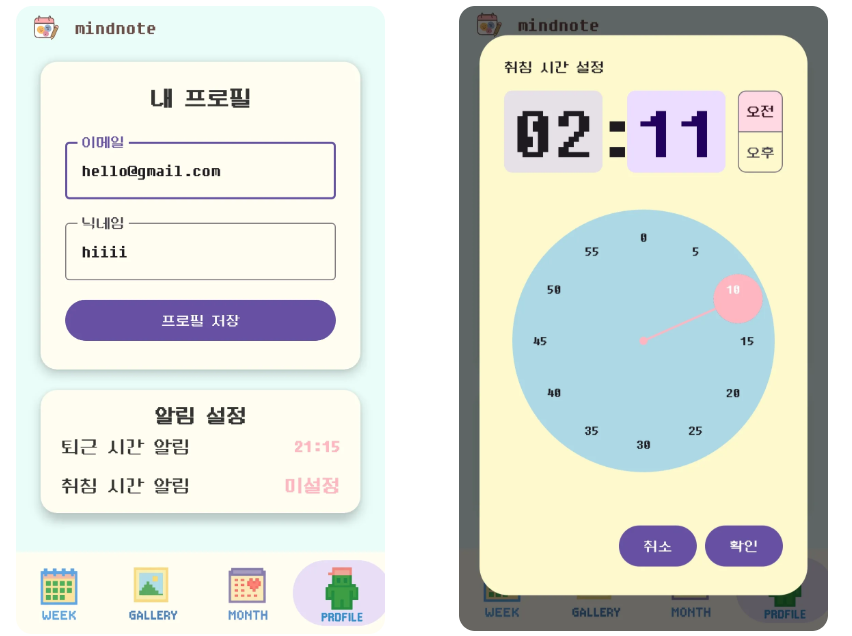 mindnote
내 프로필
이메일
hello@gmail.com
닉네임
hiiii
프로필 저장
알림 설정
퇴근 시간 알림 21:15
취침 시간 알림 미설정
WEEK GALLERY MONTH PROFILE
mindnote
취침 시간 설정
02:11
오전
오후
0
55 5
50 10
45 15
40 20
35 25
30
취소 확인
WEEK GALLERY MONTH PROFILE